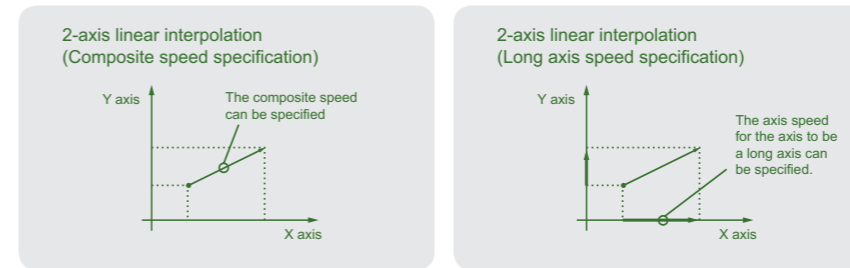 2-axis linear interpolation
(Composite speed specification)
Y axis
The composite speed
can be specified
X axis
2-axis linear interpolation
(Long axis speed specification)
Y axis
The axis speed
for the axis to be
a long axis can
be specified.
X axis